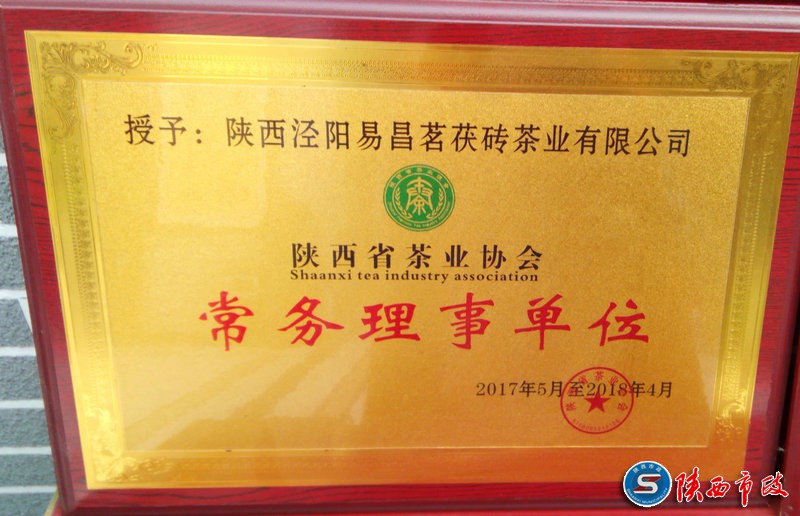 授予：陕西泾阳易昌茗茯砖茶业有限公司
陕西省茶业协会
Shaanxi tea industry association
常务理事单位
2017年5月至2018年4月
陕西市政